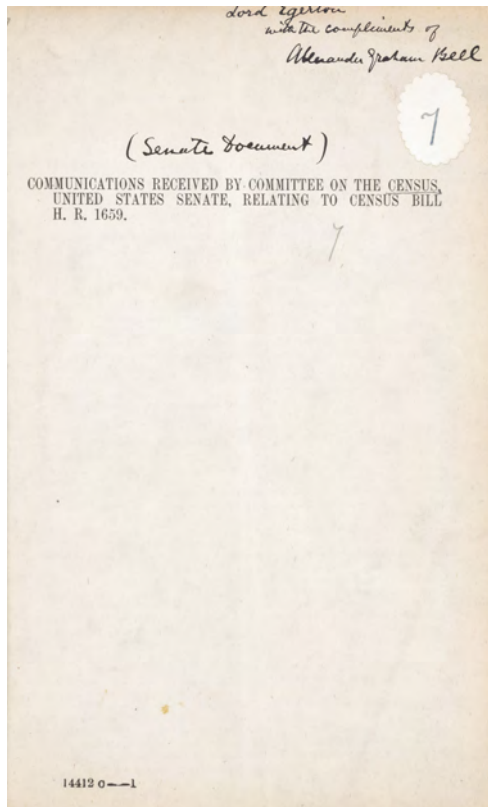 Lord Egerton
with the compliments of
Alexander Graham Bell
7
(Senate Document)
COMMUNICATIONS RECEIVED BY COMMITTEE ON THE CENSUS,
UNITED STATES SENATE, RELATING TO CENSUS BILL
H. R. 1659.
7
14412 C——1